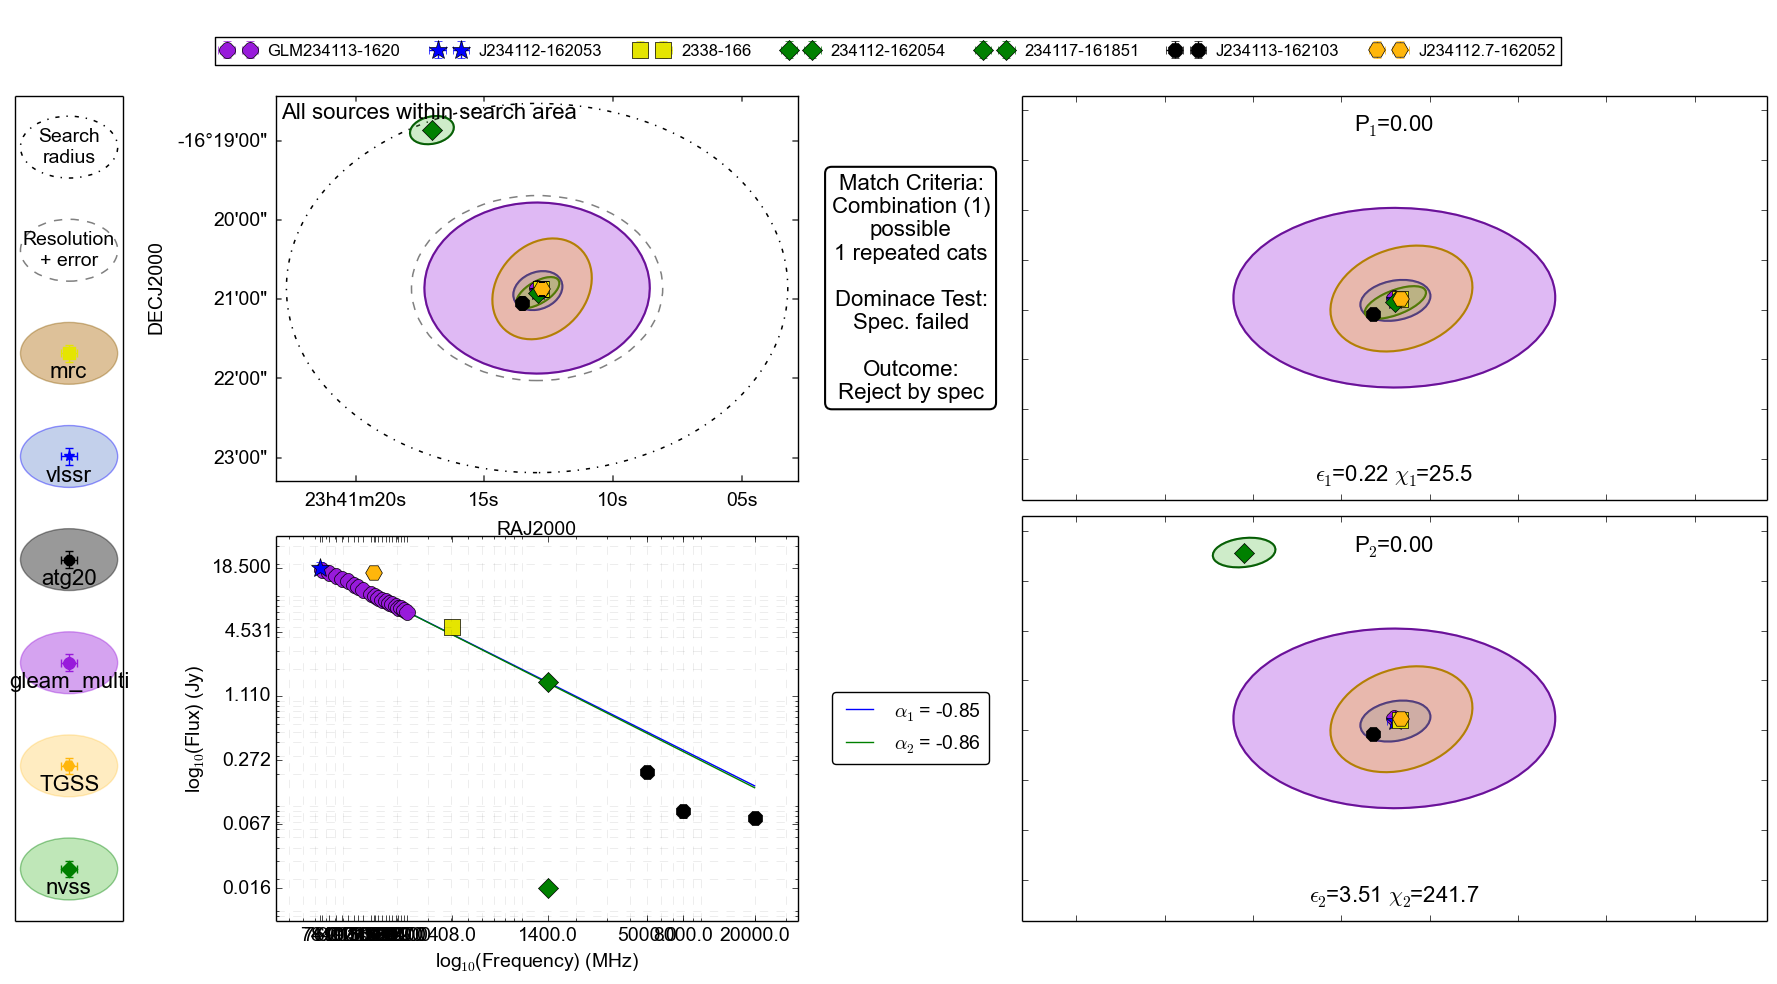 GLM234113-1620 J234112-162053 2338-166 234112-162054 234117-161851 J234113-162103 J234112.7-162052
Search
radius
Resolution
+ error
mrc
vlssr
atg20
gleam_multi
TGSS
nvss
All sources within search area
DECJ2000
-16°19'00"
20'00"
21'00"
22'00"
23'00"
23h41m20s 15s 10s 05s
RAJ2000
Match Criteria:
Combination (1)
possible
1 repeated cats
Dominace Test:
Spec. failed
Outcome:
Reject by spec
P1=0.00
ϵ1=0.22 χ1=25.5
P2=0.00
ϵ2=3.51 χ2=241.7
log10(Flux) (Jy)
18.500
4.531
1.110
0.272
0.067
0.016
408.0 1400.0 5000.0 8000.0 20000.0
log10(Frequency) (MHz)
α1 = -0.85
α2 = -0.86